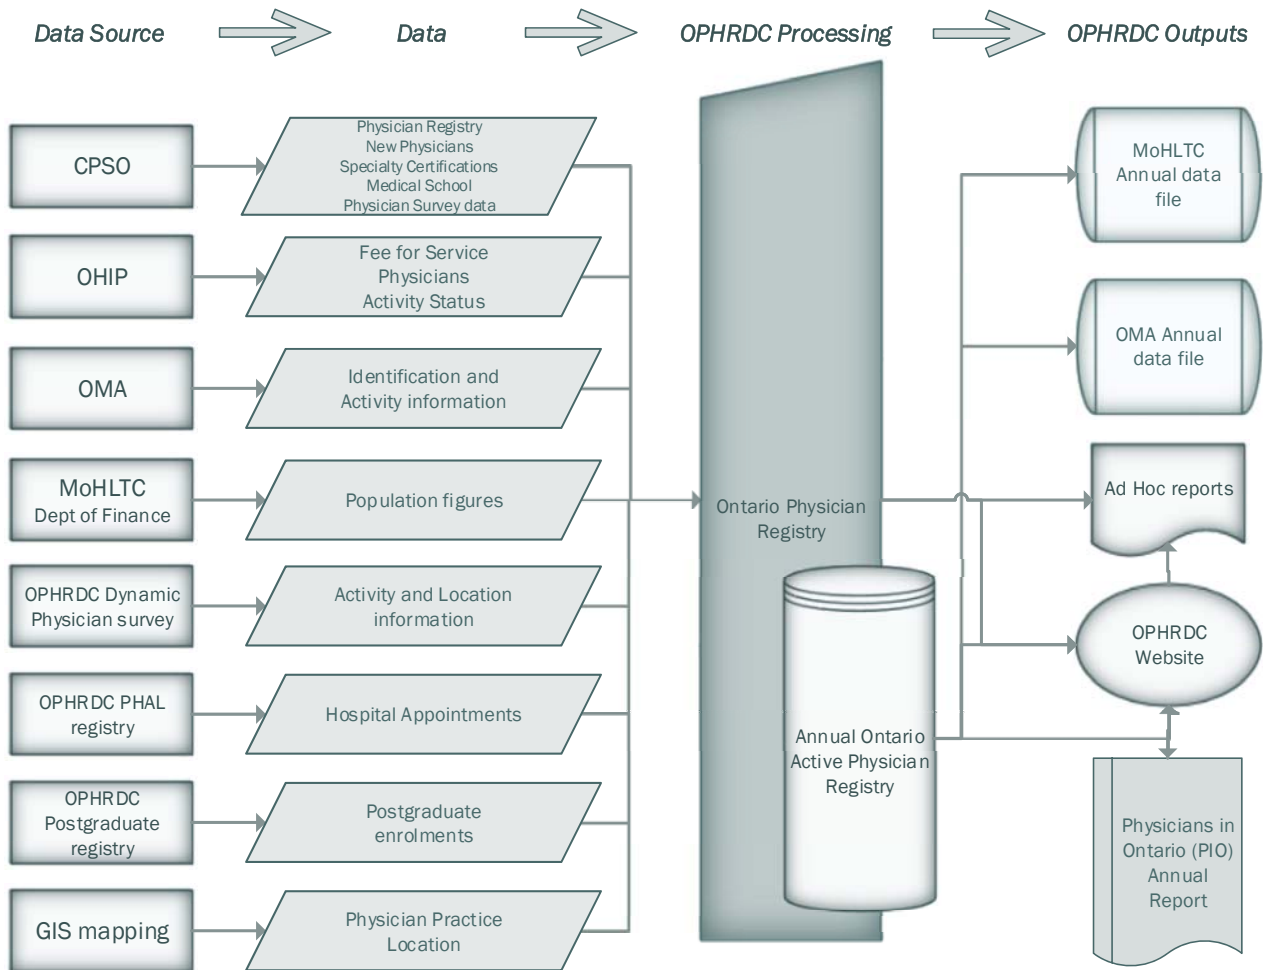 Data Source
Data
OPHRDC Processing
OPHRDC Outputs
CPSO
Physician Registry
New Physicians
Specialty Certifications
Medical School
Physician Survey data
OHIP
Fee for Service
Physicians
Activity Status
OMA
Identification and
Activity information
MoHLTC
Dept of Finance
Population figures
OPHRDC Dynamic
Physician survey
Activity and Location
information
OPHRDC PHAL
registry
Hospital Appointments
OPHRDC
Postgraduate
registry
Postgraduate
enrolments
GIS mapping
Physician Practice
Location
Ontario Physician
Registry
Annual Ontario
Active Physician
Registry
MoHLTC
Annual data
file
OMA Annual
data file
Ad Hoc reports
OPHRDC
Website
Physicians in
Ontario (PIO)
Annual
Report